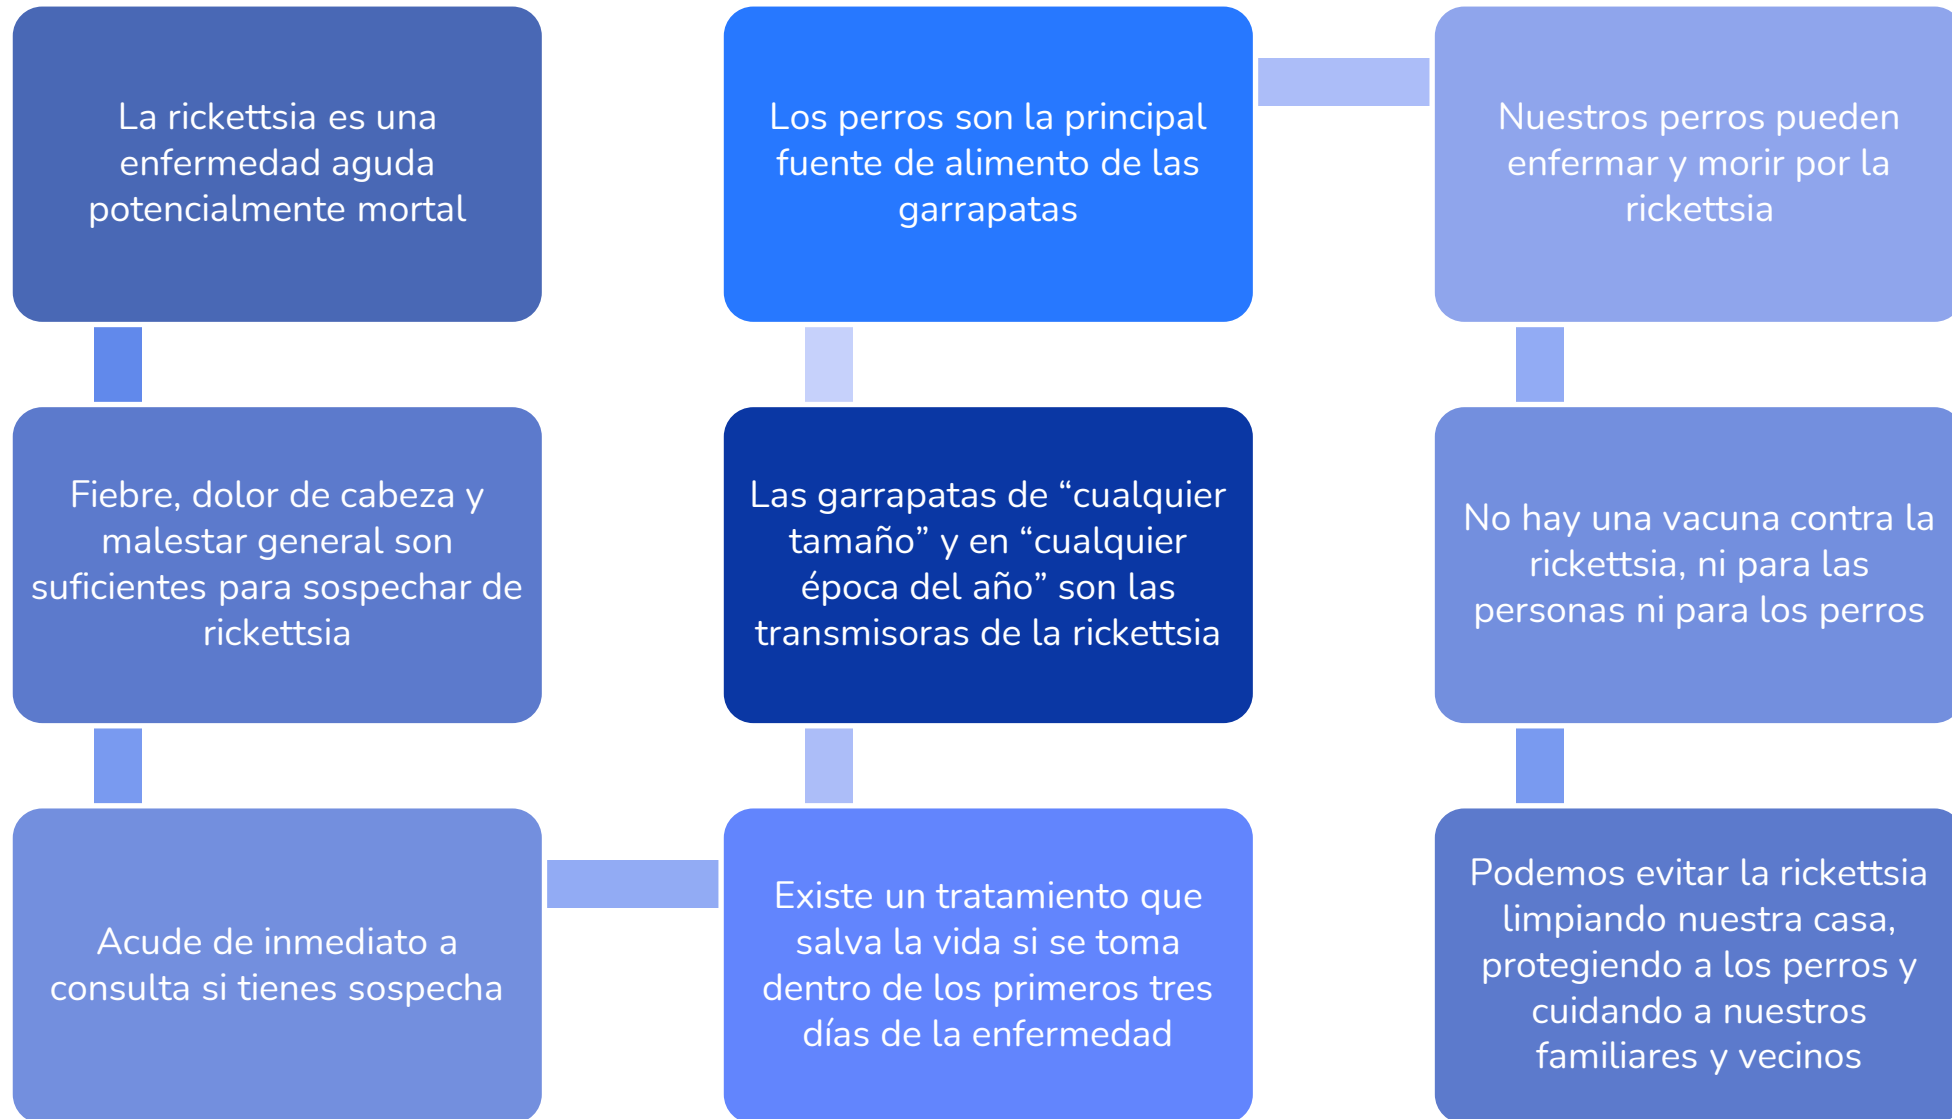 La rickettsia es una
enfermedad aguda
potencialmente mortal
Fiebre, dolor de cabeza y
malestar general son
suficientes para sospechar de
rickettsia
Acude de inmediato a
consulta si tienes sospecha
Existe un tratamiento que
salva la vida si se toma
dentro de los primeros tres
días de la enfermedad
Las garrapatas de “cualquier
tamaño” y en “cualquier
época del año” son las
transmisoras de la rickettsia
Los perros son la principal
fuente de alimento de las
garrapatas
Nuestros perros pueden
enfermar y morir por la
rickettsia
No hay una vacuna contra la
rickettsia, ni para las
personas ni para los perros
Podemos evitar la rickettsia
limpiando nuestra casa,
protegiendo a los perros y
cuidando a nuestros
familiares y vecinos